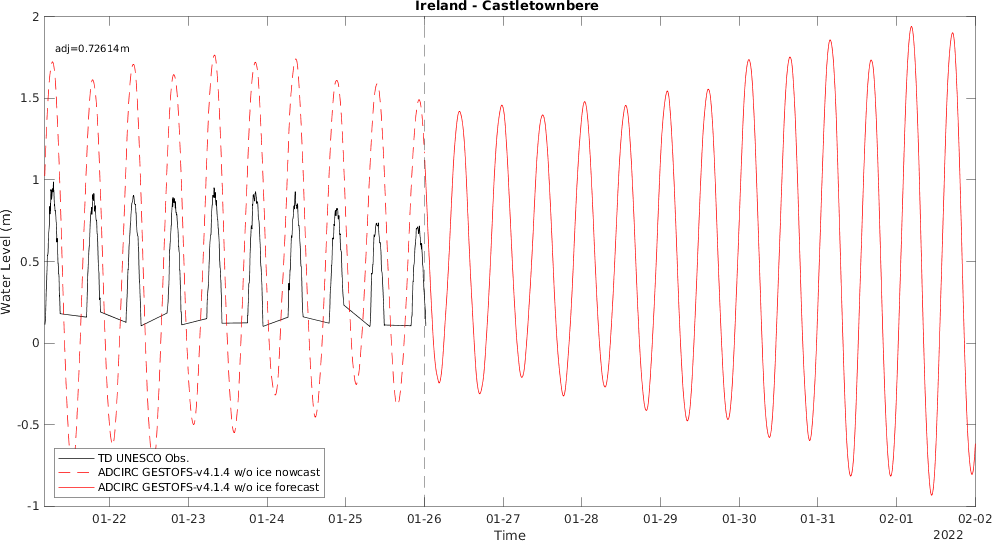 Ireland - Castletownbere
adj=0.72614m
Water Level (m)
2
1.5
1
0.5
0
-0.5
-1
TD UNESCO Obs.
ADCIRC GESTOFS-v4.1.4 w/o ice nowcast
ADCIRC GESTOFS-v4.1.4 w/o ice forecast
01-22 01-23 01-24 01-25 01-26 01-27 01-28 01-29 01-30 01-31 02-01 02-02
Time
2022